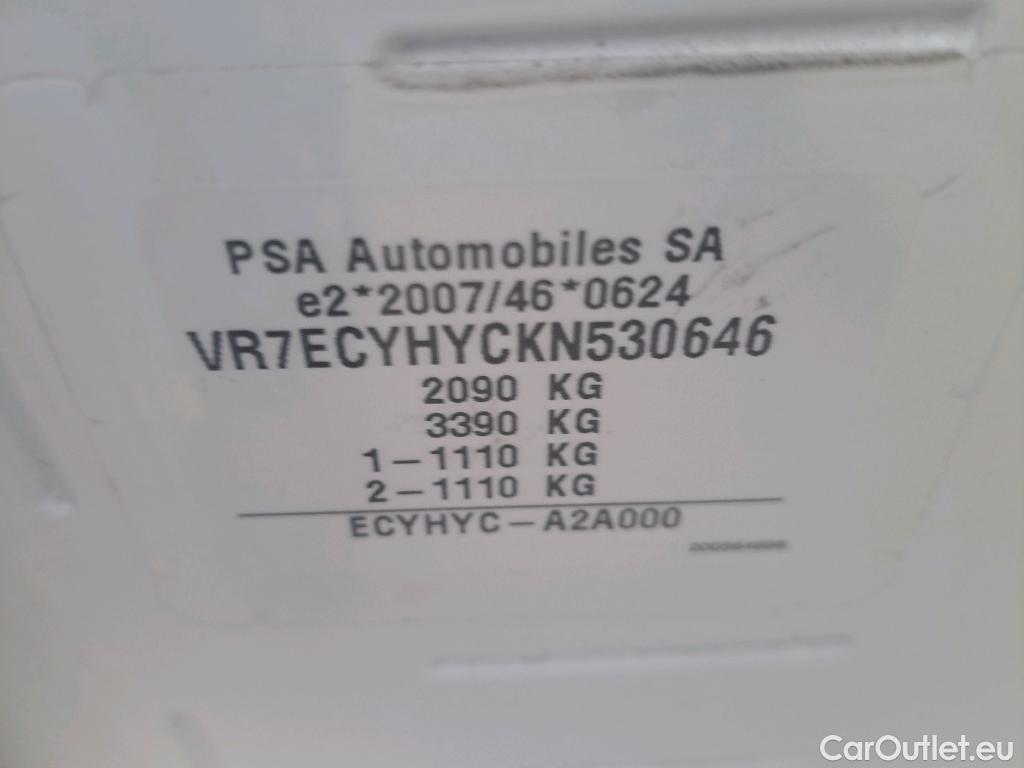 PSA Automobiles SA
e2*2007/46*0624
VR7ECYHYCKN530646
2090 KG
3390 KG
1-1110 KG
2-1110 KG
ECYHYC-A2A000
CarOutlet.eu